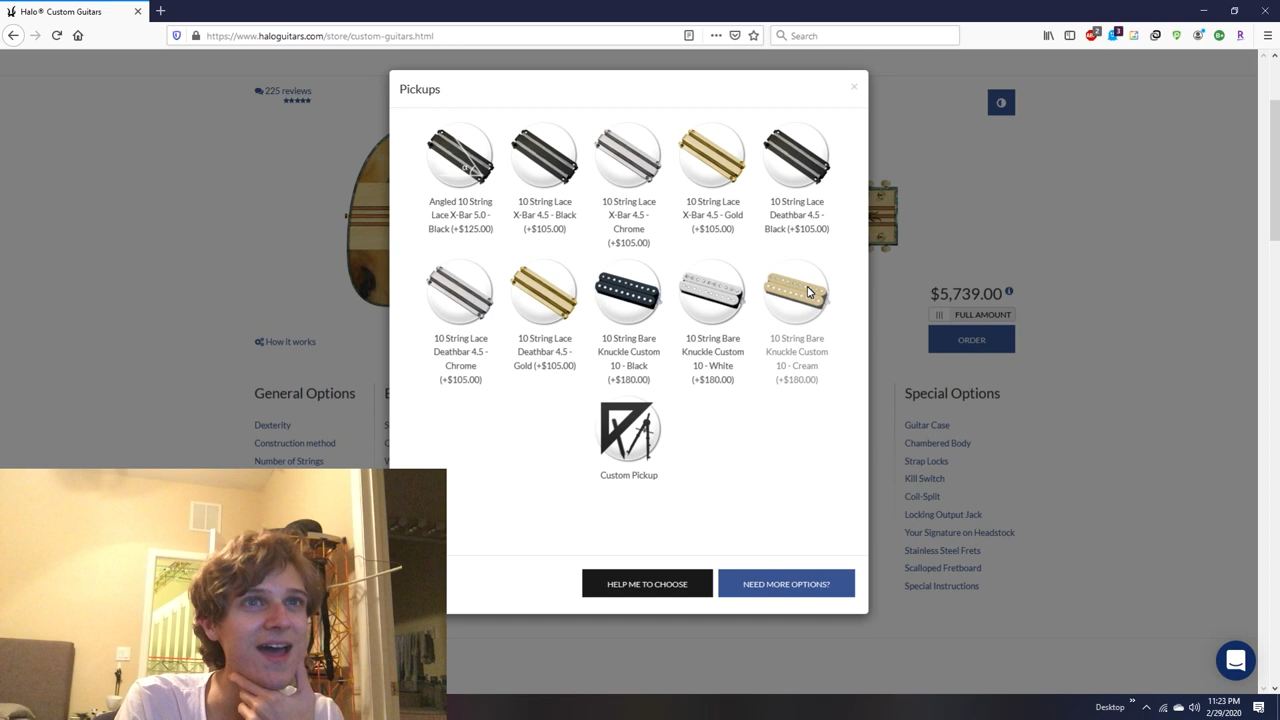 Halo® Custom Guitars
https://www.haloguitars.com/store/custom-guitars.html
Search
2
3
225 reviews
Pickups
Angled 10 String
Lace X-Bar 5.0 -
Black (+$125.00)
10 String Lace
X-Bar 4.5 - Black
(+$105.00)
10 String Lace
X-Bar 4.5 -
Chrome
(+$105.00)
10 String Lace
X-Bar 4.5 - Gold
(+$105.00)
10 String Lace
Deathbar 4.5 -
Black (+$105.00)
10 String Lace
Deathbar 4.5 -
Chrome
(+$105.00)
10 String Lace
Deathbar 4.5 -
Gold (+$105.00)
10 String Bare
Knuckle Custom
10 - Black
(+$180.00)
10 String Bare
Knuckle Custom
10 - White
(+$180.00)
10 String Bare
Knuckle Custom
10 - Cream
(+$180.00)
Custom Pickup
HELP ME TO CHOOSE
NEED MORE OPTIONS?
How it works
$5,739.00
FULL AMOUNT
ORDER
General Options
Dexterity
Construction method
Number of Strings
Special Options
Guitar Case
Chambered Body
Strap Locks
Kill Switch
Coil-Split
Locking Output Jack
Your Signature on Headstock
Stainless Steel Frets
Scalloped Fretboard
Special Instructions
Desktop
11:23 PM
2/29/2020